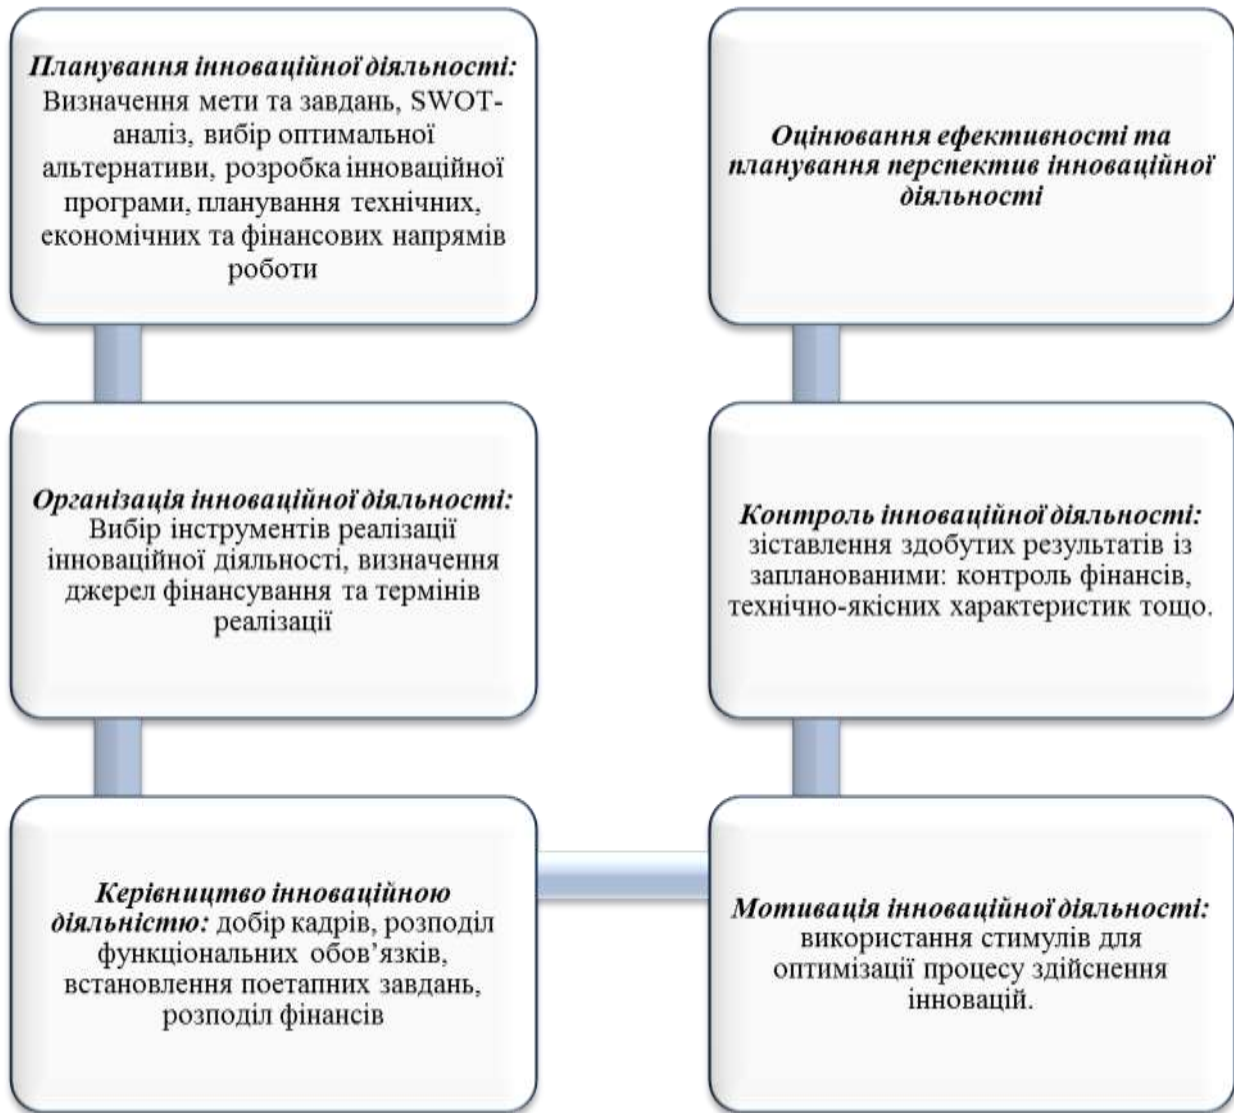 Планування інноваційної діяльності:
Визначення мети та завдань, SWOT-
аналіз, вибір оптимальної
альтернативи, розробка інноваційної
програми, планування технічних,
економічних та фінансових напрямів
роботи
Організація інноваційної діяльності:
Вибір інструментів реалізації
інноваційної діяльності, визначення
джерел фінансування та термінів
реалізації
Керівництво інноваційною
діяльністю: добір кадрів, розподіл
функціональних обов’язків,
встановлення поетапних завдань,
розподіл фінансів
Мотивація інноваційної діяльності:
використання стимулів для
оптимізації процесу здійснення
інновацій.
Контроль інноваційної діяльності:
зіставлення здобутих результатів із
запланованими: контроль фінансів,
технічно-якісних характеристик тощо.
Оцінювання ефективності та
планування перспектив інноваційної
діяльності